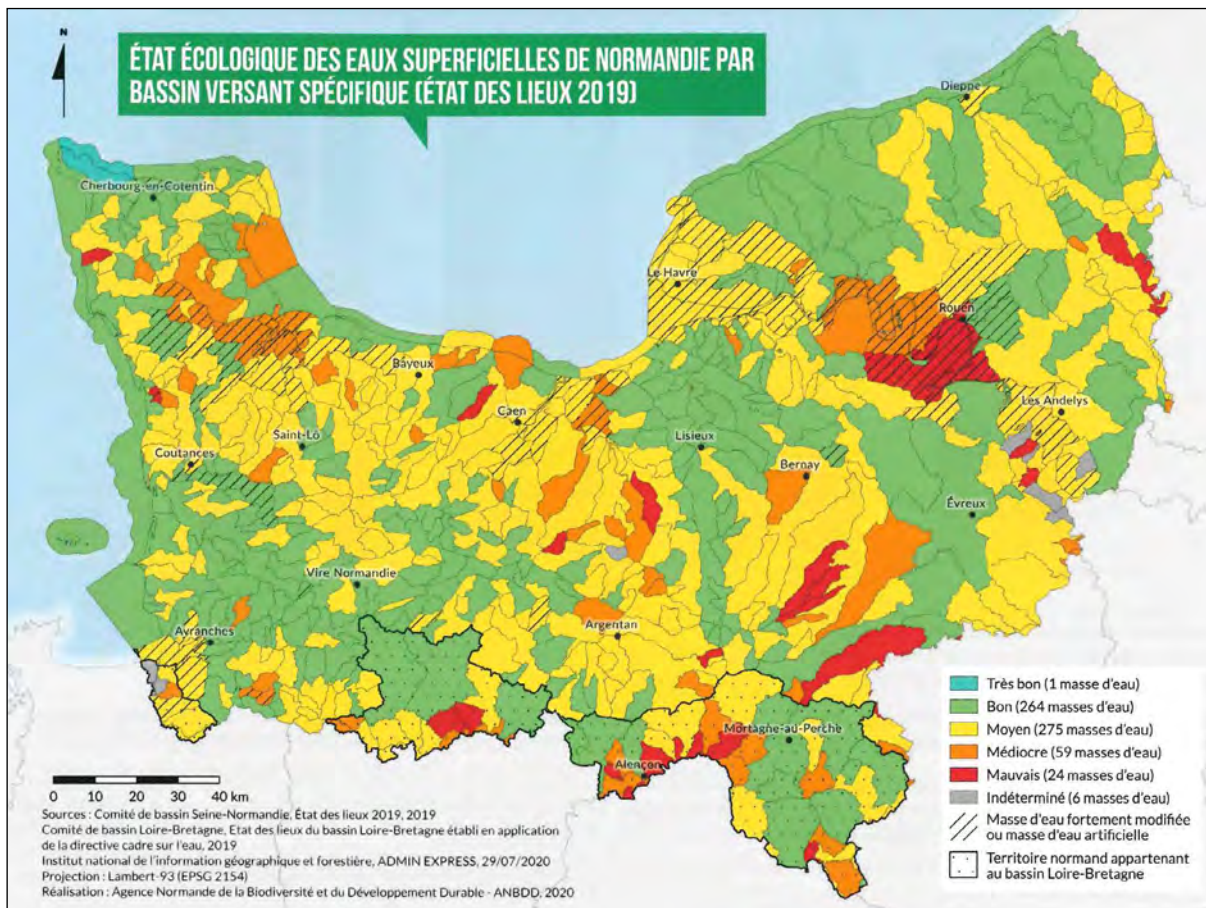 N
ÉTAT ÉCOLOGIQUE DES EAUX SUPERFICIELLES DE NORMANDIE PAR
BASSIN VERSANT SPÉCIFIQUE (ÉTAT DES LIEUX 2019)
Dieppe
Cherbourg-en-Cotentin
Le Havre
Rouen
Bayeux
Caen
Les Andelys
Saint-Lô
Lisieux
Coutances
Bernay
Évreux
Vire Normandie
Argentan
Avranches
Mortagne-au-Perche
Alençon
Très bon (1 masse d'eau)
Bon (264 masses d'eau)
Moyen (275 masses d'eau)
Médiocre (59 masses d'eau)
Mauvais (24 masses d'eau)
Indéterminé (6 masses d'eau)
Masse d'eau fortement modifiée
ou masse d'eau artificielle
Territoire normand appartenant
au bassin Loire-Bretagne
0 10 20 30 40 km
Sources : Comité de bassin Seine-Normandie, État des lieux 2019, 2019
Comité de bassin Loire-Bretagne, Etat des lieux du bassin Loire-Bretagne établi en application
de la directive cadre sur l'eau, 2019
Institut national de l'information géographique et forestière, ADMIN EXPRESS, 29/07/2020
Projection : Lambert-93 (EPSG 2154)
Réalisation : Agence Normande de la Biodiversité et du Développement Durable - ANBDD, 2020